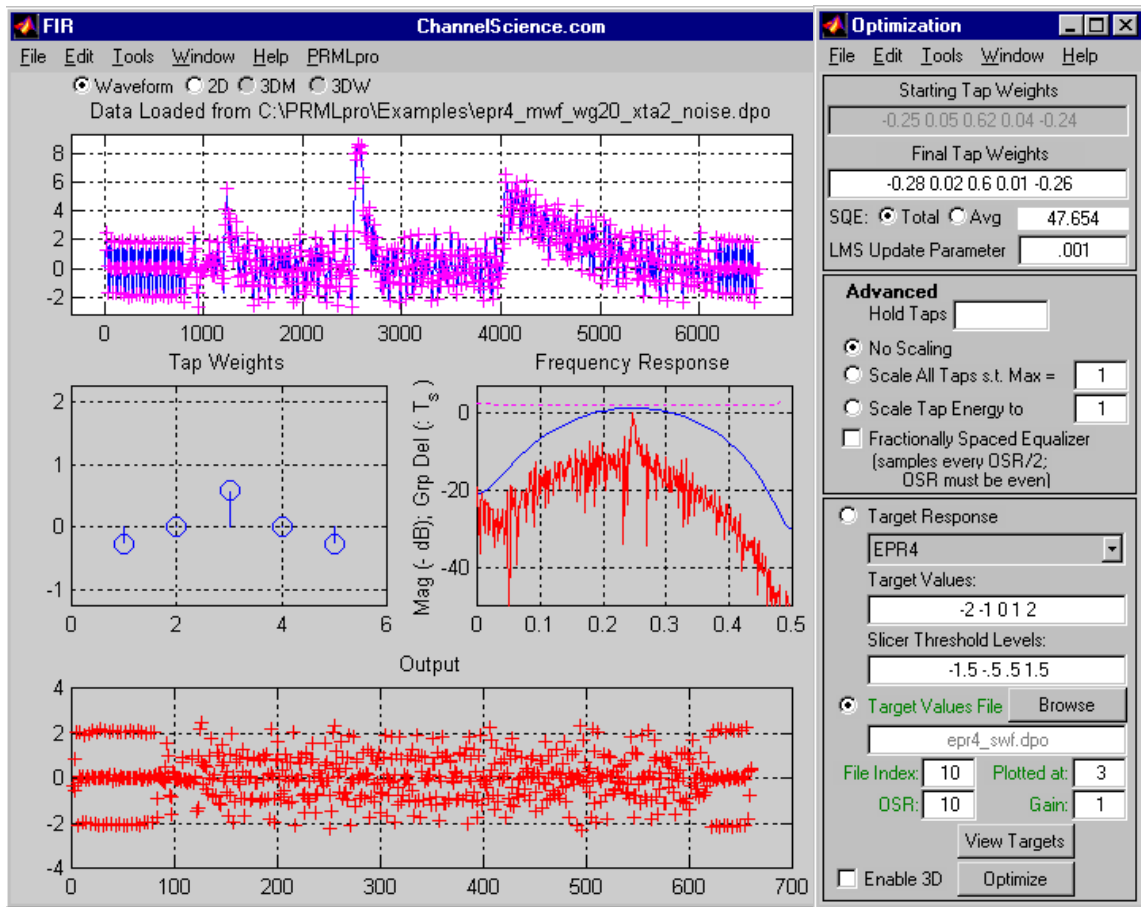 FIR ChannelScience.com
File Edit Tools Window Help PRMLpro
Waveform 2D 3DM 3DW
Data Loaded from C:\PRMLpro\Examples\epr4_mwf_wg20_xta2_noise.dpo
8
6
4
2
0
-2
0 1000 2000 3000 4000 5000 6000
Tap Weights
2
1
0
-1
0 2 4 6
Frequency Response
Mag (- dB); Grp Del (: T_s)
0
-20
-40
0 0.1 0.2 0.3 0.4 0.5
Output
4
2
0
-2
-4
0 100 200 300 400 500 600 700
Optimization
File Edit Tools Window Help
Starting Tap Weights
-0.25 0.05 0.62 0.04 -0.24
Final Tap Weights
-0.28 0.02 0.6 0.01 -0.26
SQE: Total Avg 47.654
LMS Update Parameter .001
Advanced
Hold Taps
No Scaling
Scale All Taps s.t. Max = 1
Scale Tap Energy to 1
Fractionally Spaced Equalizer
(samples every OSR/2;
OSR must be even)
Target Response
EPR4
Target Values:
-2 -1 0 1 2
Slicer Threshold Levels:
-1.5 -.5 .5 1.5
Target Values File Browse
epr4_swf.dpo
File Index: 10 Plotted at: 3
OSR: 10 Gain: 1
View Targets
Enable 3D Optimize